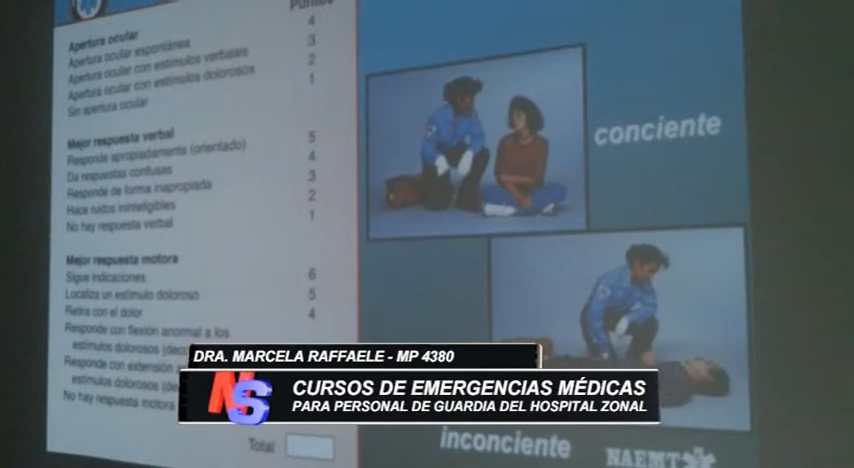 Puntos
Apertura ocular
Apertura ocular espontánea 4
Apertura ocular con estímulos verbales 3
Apertura ocular con estímulos dolorosos 2
Sin apertura ocular 1
Mejor respuesta verbal
Responde apropiadamente (orientado) 5
Da respuestas confusas 4
Responde de forma inapropiada 3
Hace ruidos ininteligibles 2
No hay respuesta verbal 1
Mejor respuesta motora
Sigue indicaciones 6
Localiza un estímulo doloroso 5
Retira con el dolor 4
Responde con flexión anormal a los
estímulos dolorosos
Responde con extensión
estímulos dolorosos
No hay respuesta motora
Total
conciente
inconciente
NAEMT
DRA. MARCELA RAFFAELE - MP 4380
NS
CURSOS DE EMERGENCIAS MÉDICAS
PARA PERSONAL DE GUARDIA DEL HOSPITAL ZONAL